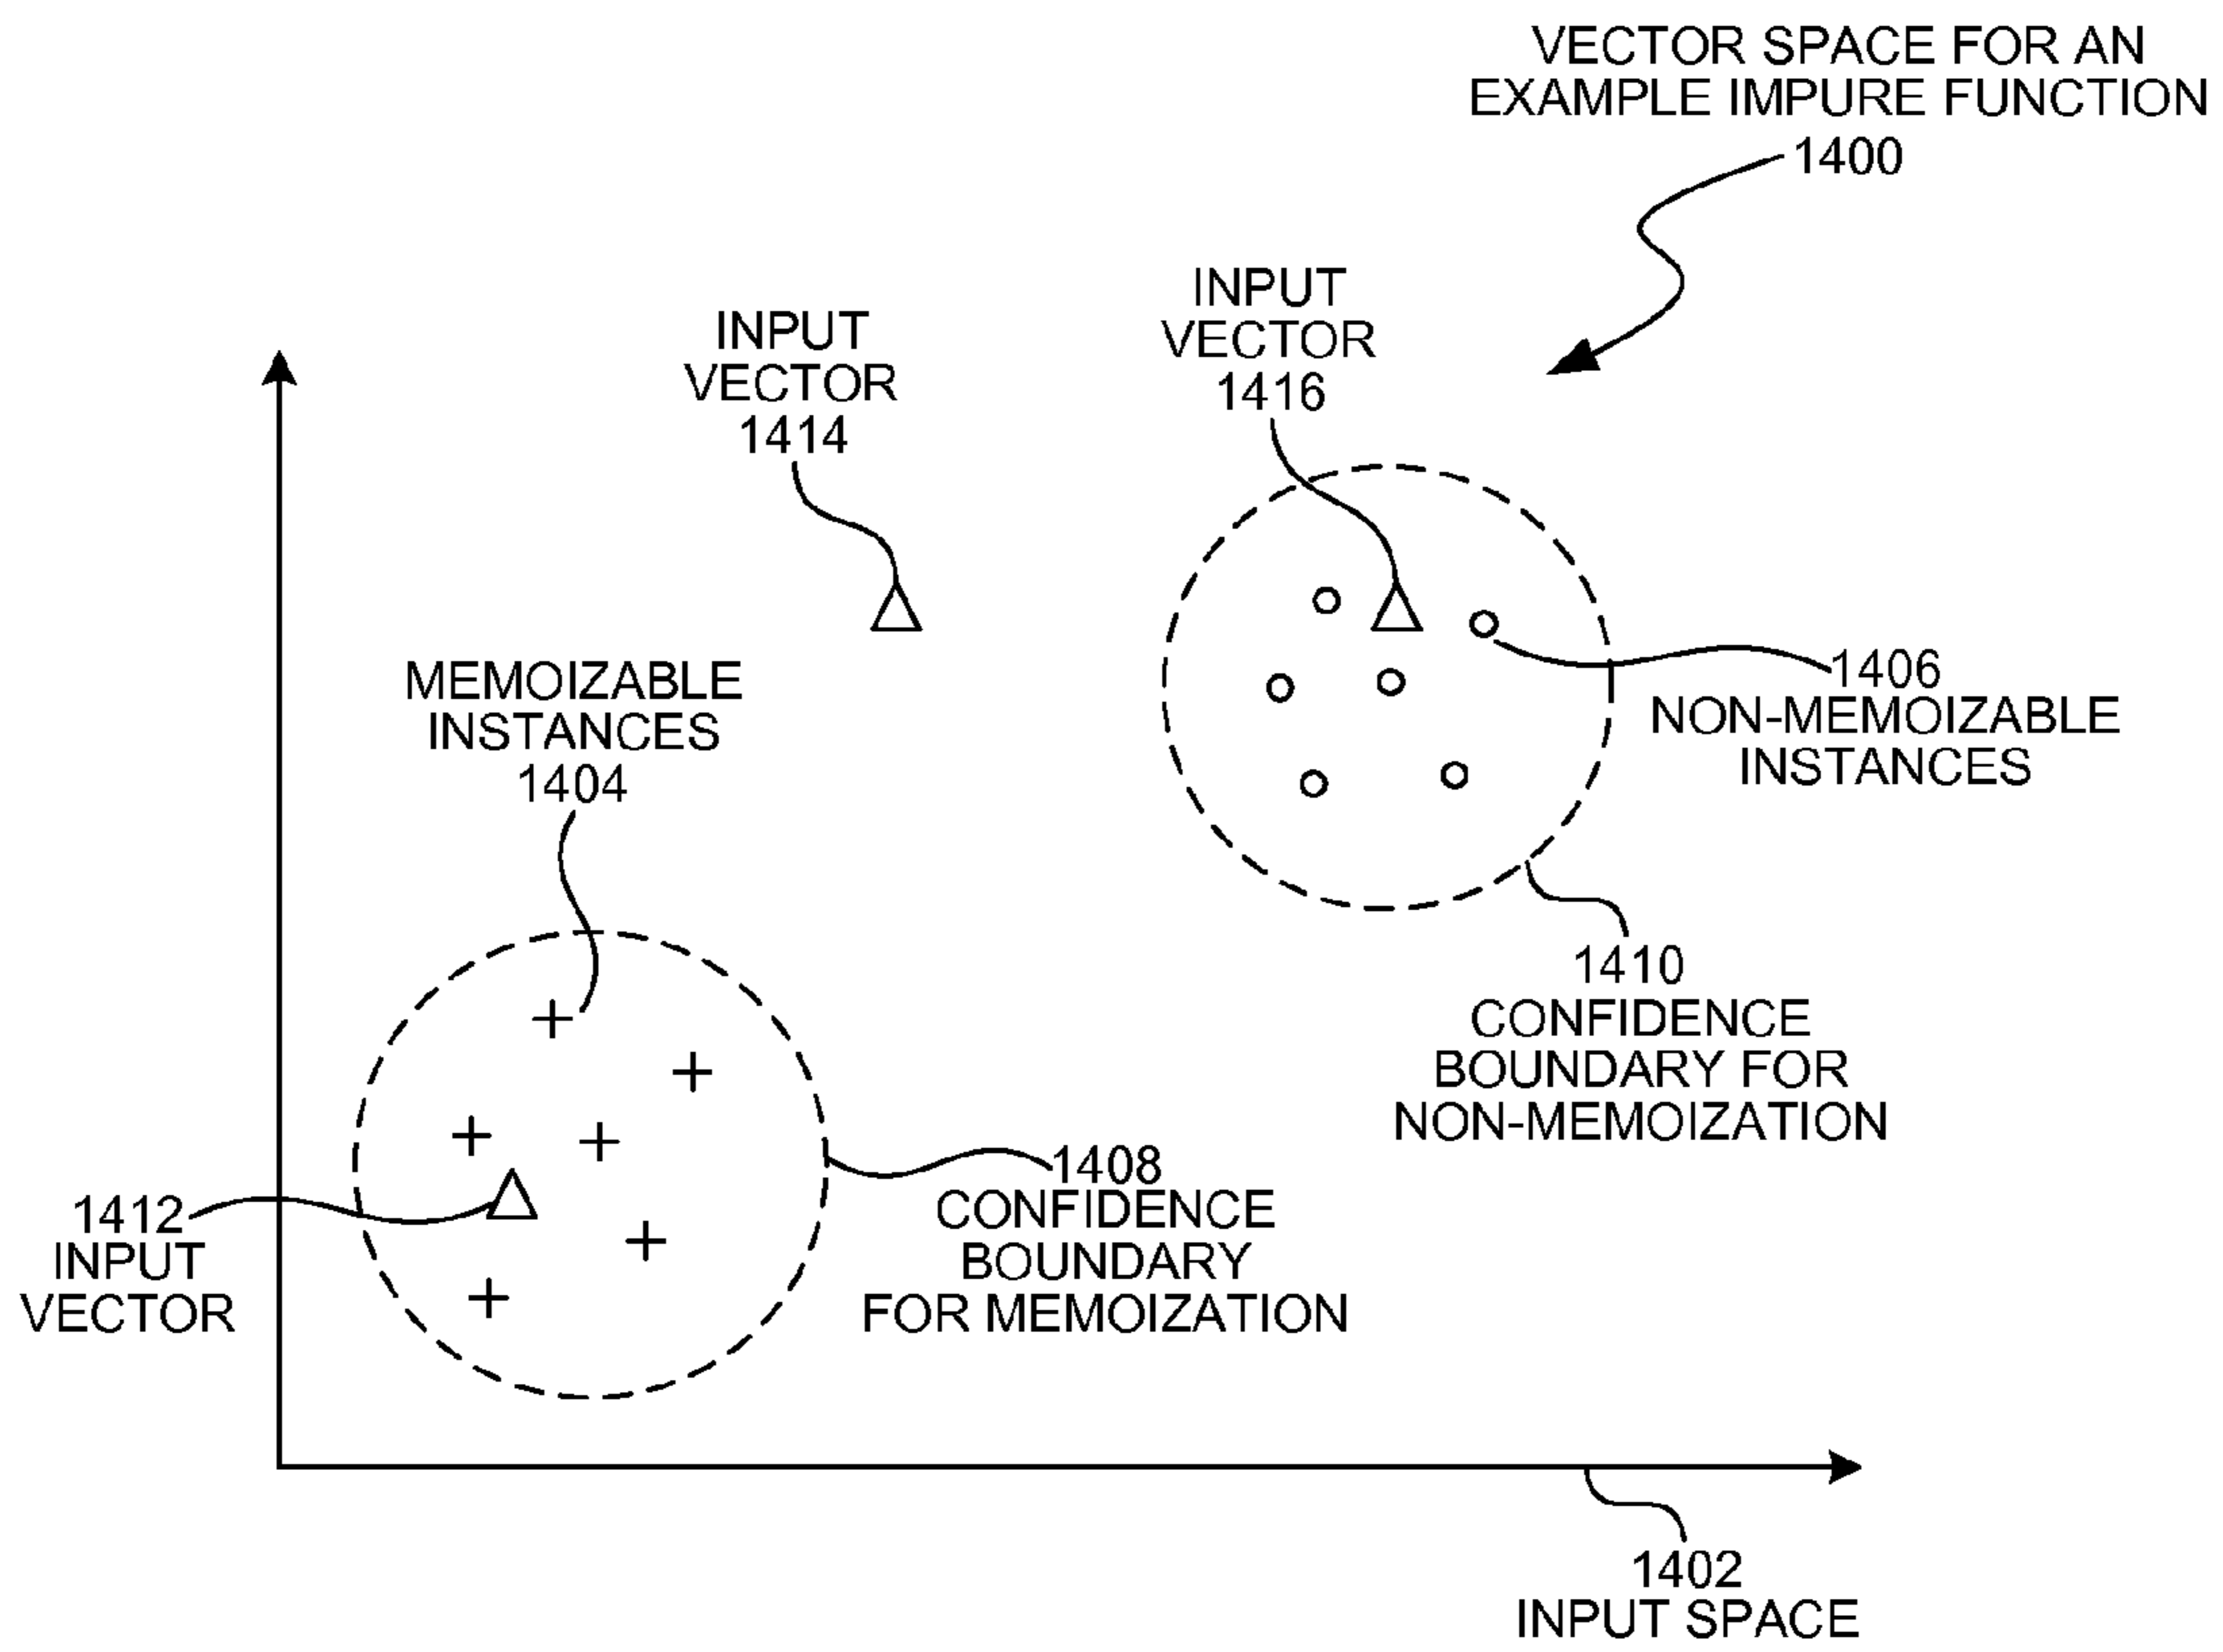 VECTOR SPACE FOR AN
EXAMPLE IMPURE FUNCTION
1400
INPUT
VECTOR
1416
INPUT
VECTOR
1414
1406
NON-MEMOIZABLE
INSTANCES
MEMOIZABLE
INSTANCES
1404
1410
CONFIDENCE
BOUNDARY FOR
NON-MEMOIZATION
1408
CONFIDENCE
BOUNDARY
FOR MEMOIZATION
1412
INPUT
VECTOR
1402
INPUT SPACE